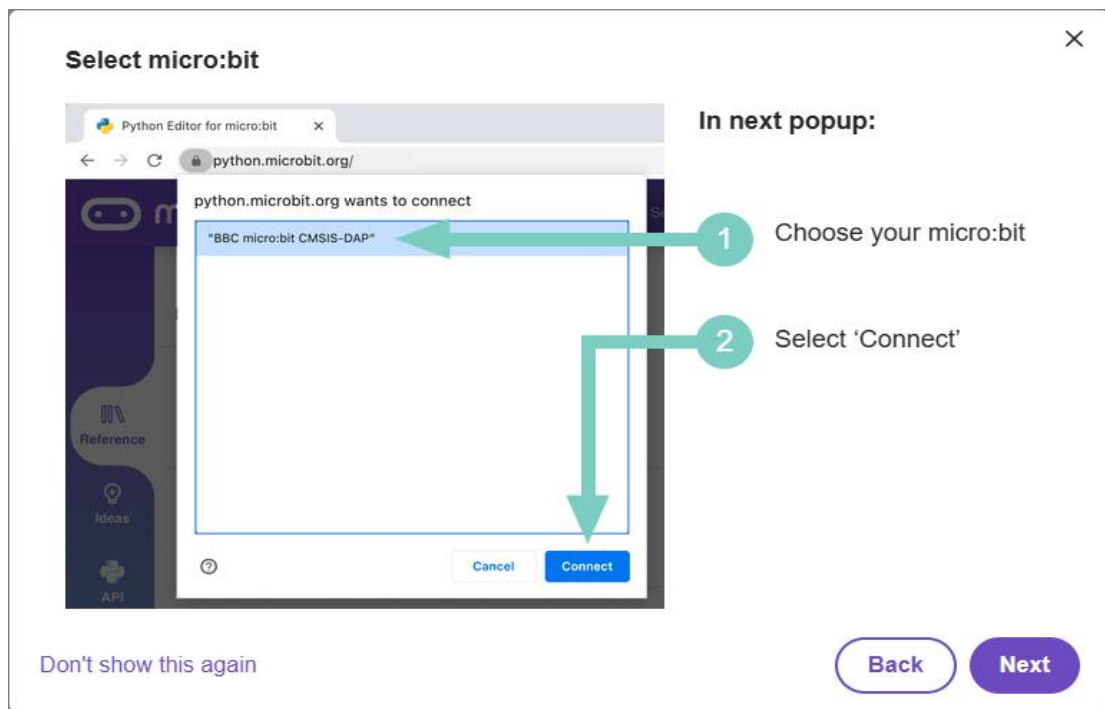 Select micro:bit
Python Editor for micro:bit
python.microbit.org/
python.microbit.org wants to connect
"BBC micro:bit CMSIS-DAP"
Reference
Ideas
API
Cancel
Connect
In next popup:
1
Choose your micro:bit
2
Select ‘Connect’
Don't show this again
Back
Next